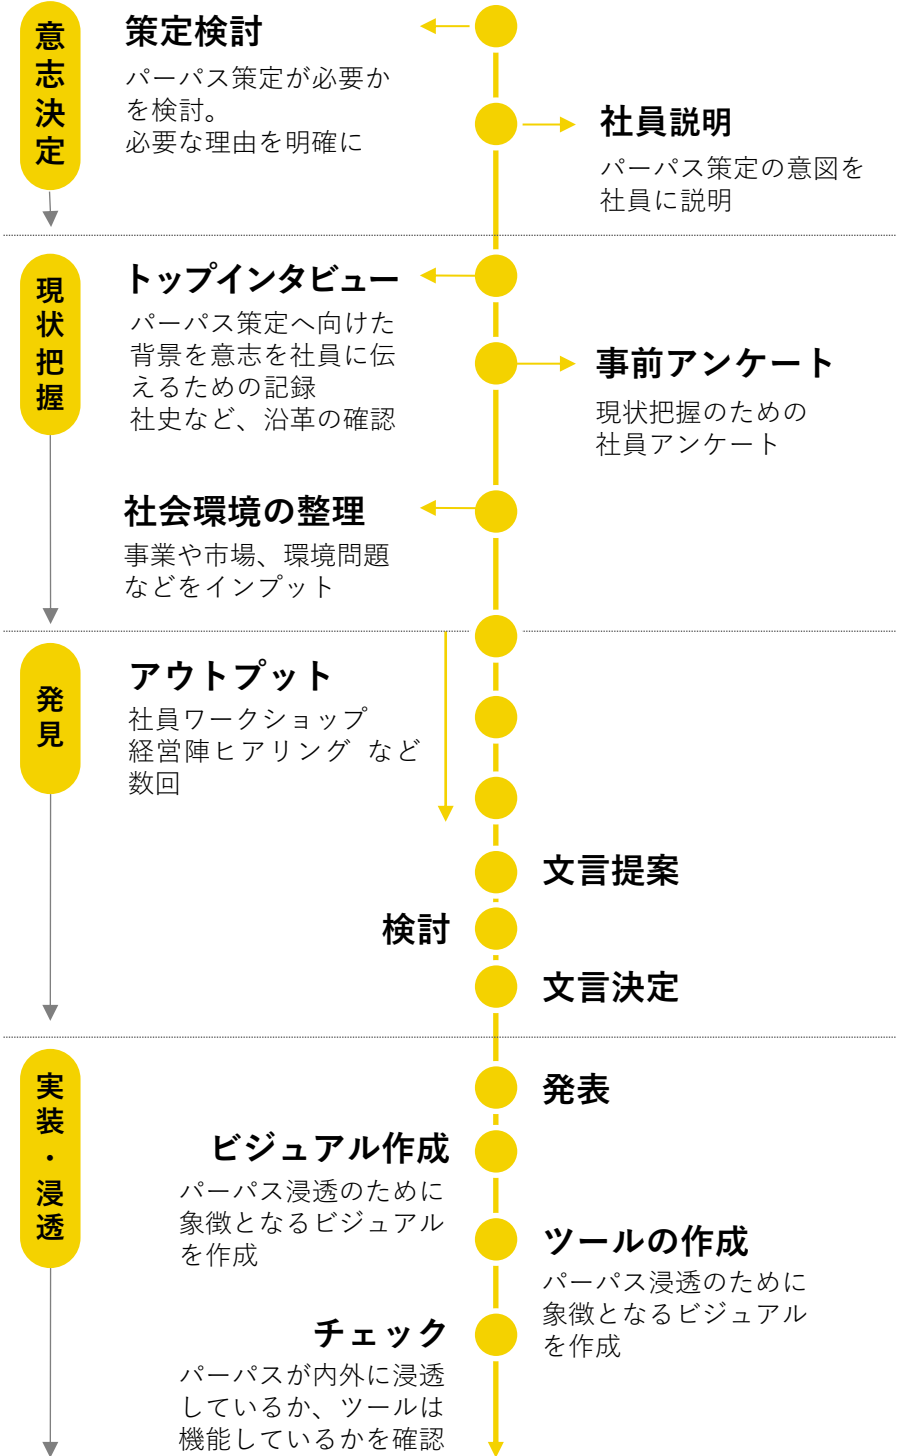 意志決定
策定検討
パーパス策定が必要か
を検討。
必要な理由を明確に
社員説明
パーパス策定の意図を
社員に説明
現状把握
トップインタビュー
パーパス策定へ向けた
背景を意志を社員に伝
えるための記録
社史など、沿革の確認
事前アンケート
現状把握のための
社員アンケート
社会環境の整理
事業や市場、環境問題
などをインプット
発見
アウトプット
社員ワークショップ
経営陣ヒアリング など
数回
文言提案
検討
文言決定
実装・浸透
発表
ビジュアル作成
パーパス浸透のために
象徴となるビジュアル
を作成
ツールの作成
パーパス浸透のために
象徴となるビジュアル
を作成
チェック
パーパスが内外に浸透
しているか、ツールは
機能しているかを確認